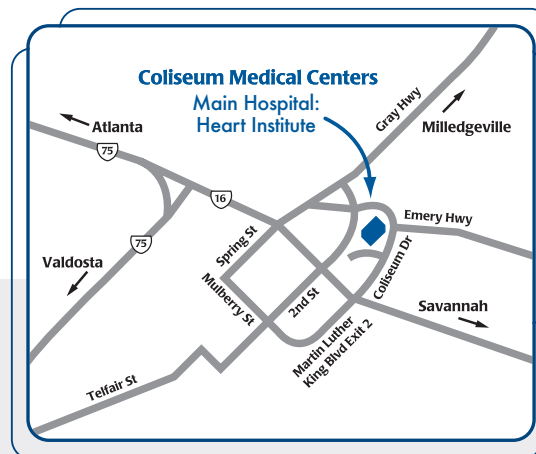 Coliseum Medical Centers
Main Hospital:
Heart Institute
Gray Hwy
Atlanta
Milledgeville
75
16
Emery Hwy
Spring St
75
Coliseum Dr
Valdosta
Mulberry St
2nd St
Savannah
Martin Luther
King Blvd Exit 2
Telfair St